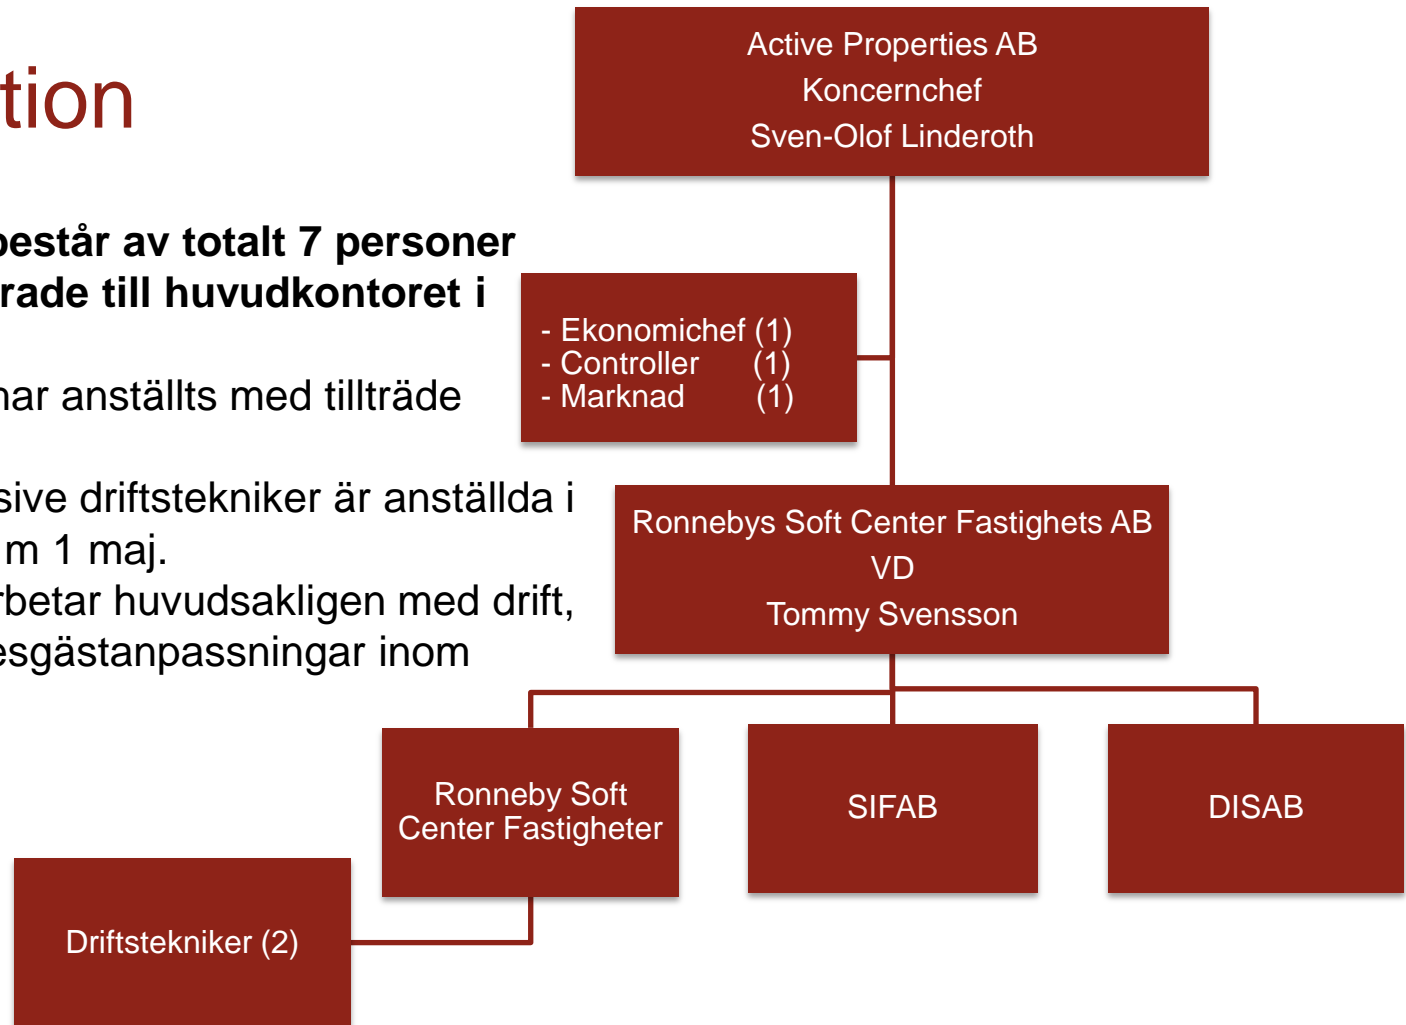 tion
består av totalt 7 personer
rade till huvudkontoret i
har anställts med tillträde
sive driftstekniker är anställda i
m 1 maj.
rbetar huvudsakligen med drift,
esgästanpassningar inom
Active Properties AB
Koncernchef
Sven-Olof Linderoth
- Ekonomichef (1)
- Controller (1)
- Marknad (1)
Ronnebys Soft Center Fastighets AB
VD
Tommy Svensson
Ronneby Soft
Center Fastigheter
SIFAB
DISAB
Driftstekniker (2)